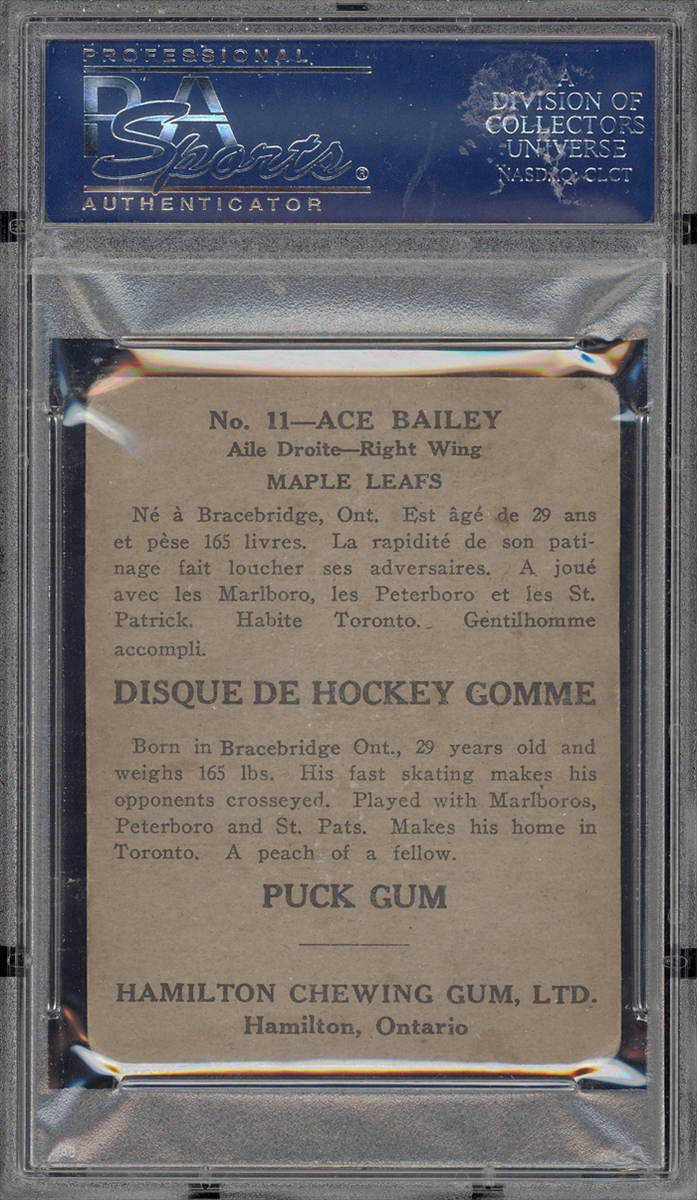 PROFESSIONAL
PSA
Sports®
AUTHENTICATOR
A
DIVISION OF
COLLECTORS
UNIVERSE
NASDAQ: CLCT
No. 11—ACE BAILEY
Aile Droite—Right Wing
MAPLE LEAFS
Né à Bracebridge, Ont. Est âgé de 29 ans
et pèse 165 livres. La rapidité de son pati-
nage fait loucher ses adversaires. A joué
avec les Marlboro, les Peterboro et les St.
Patrick. Habite Toronto. Gentilhomme
accompli.
DISQUE DE HOCKEY GOMME
Born in Bracebridge Ont., 29 years old and
weighs 165 lbs. His fast skating makes his
opponents crosseyed. Played with Marlboros,
Peterboro and St. Pats. Makes his home in
Toronto. A peach of a fellow.
PUCK GUM
HAMILTON CHEWING GUM, LTD.
Hamilton, Ontario